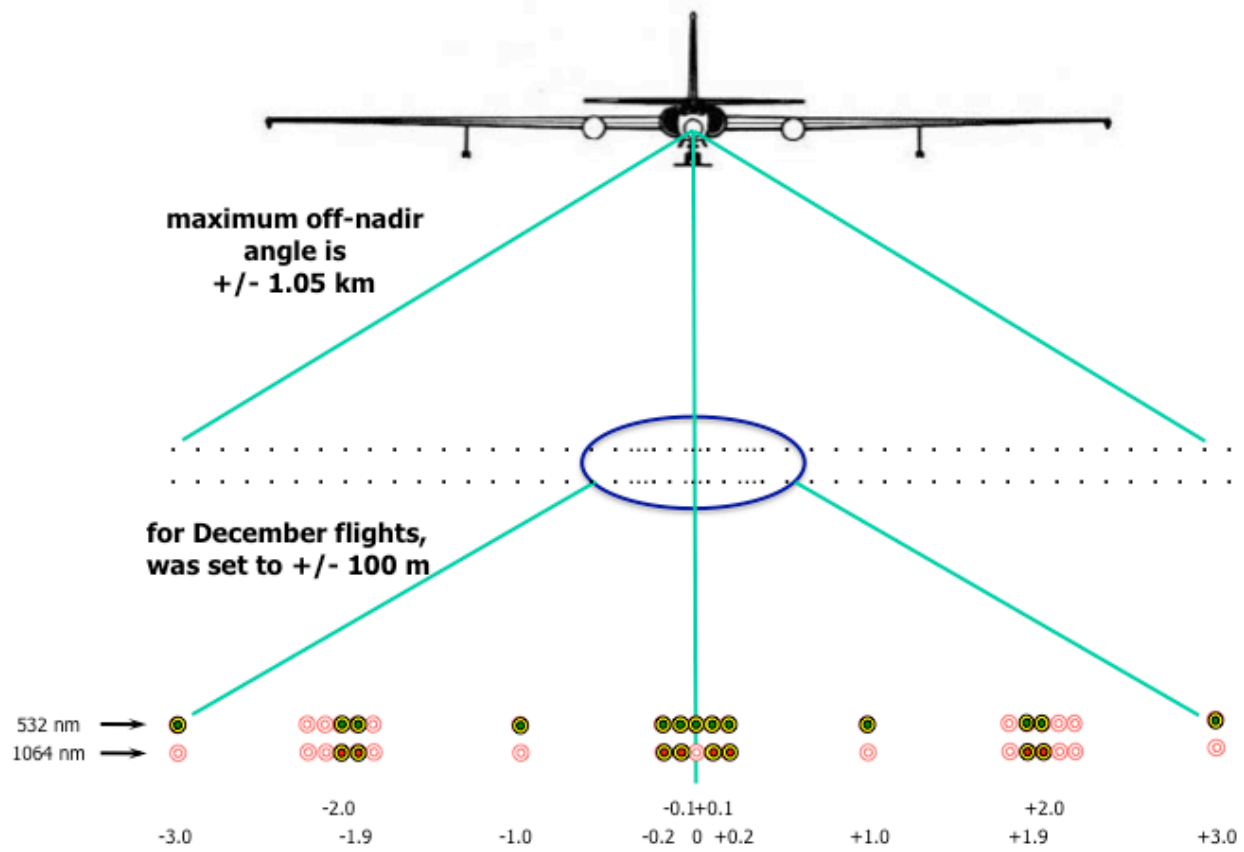 maximum off-nadir
angle is
+/- 1.05 km
for December flights,
was set to +/- 100 m
532 nm
1064 nm
-2.0 -0.1+0.1 +2.0
-3.0 -1.9 -1.0 -0.2 0 +0.2 +1.0 +1.9 +3.0